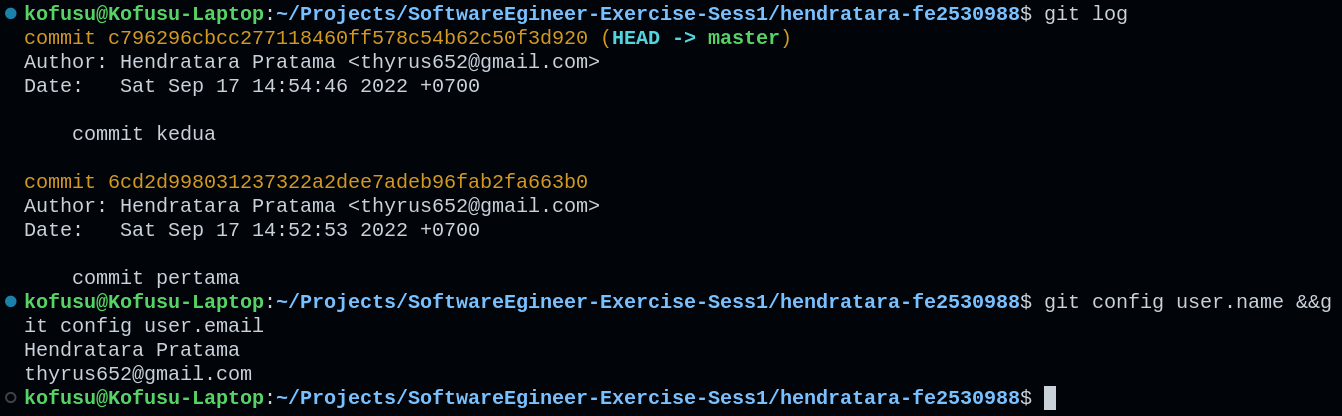 kofusu@Kofusu-Laptop:~/Projects/SoftwareEgineer-Exercise-Sess1/hendratara-fe2530988$ git log
commit c796296cbcc277118460ff578c54b62c50f3d920 (HEAD -> master)
Author: Hendratara Pratama <thyrus652@gmail.com>
Date:   Sat Sep 17 14:54:46 2022 +0700
    commit kedua
commit 6cd2d998031237322a2dee7adeb96fab2fa663b0
Author: Hendratara Pratama <thyrus652@gmail.com>
Date:   Sat Sep 17 14:52:53 2022 +0700
    commit pertama
kofusu@Kofusu-Laptop:~/Projects/SoftwareEgineer-Exercise-Sess1/hendratara-fe2530988$ git config user.name &&g
it config user.email
Hendratara Pratama
thyrus652@gmail.com
kofusu@Kofusu-Laptop:~/Projects/SoftwareEgineer-Exercise-Sess1/hendratara-fe2530988$